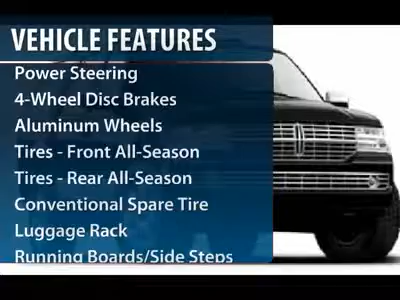 VEHICLE FEATURES
Power Steering
4-Wheel Disc Brakes
Aluminum Wheels
Tires - Front All-Season
Tires - Rear All-Season
Conventional Spare Tire
Luggage Rack
Running Boards/Side Steps